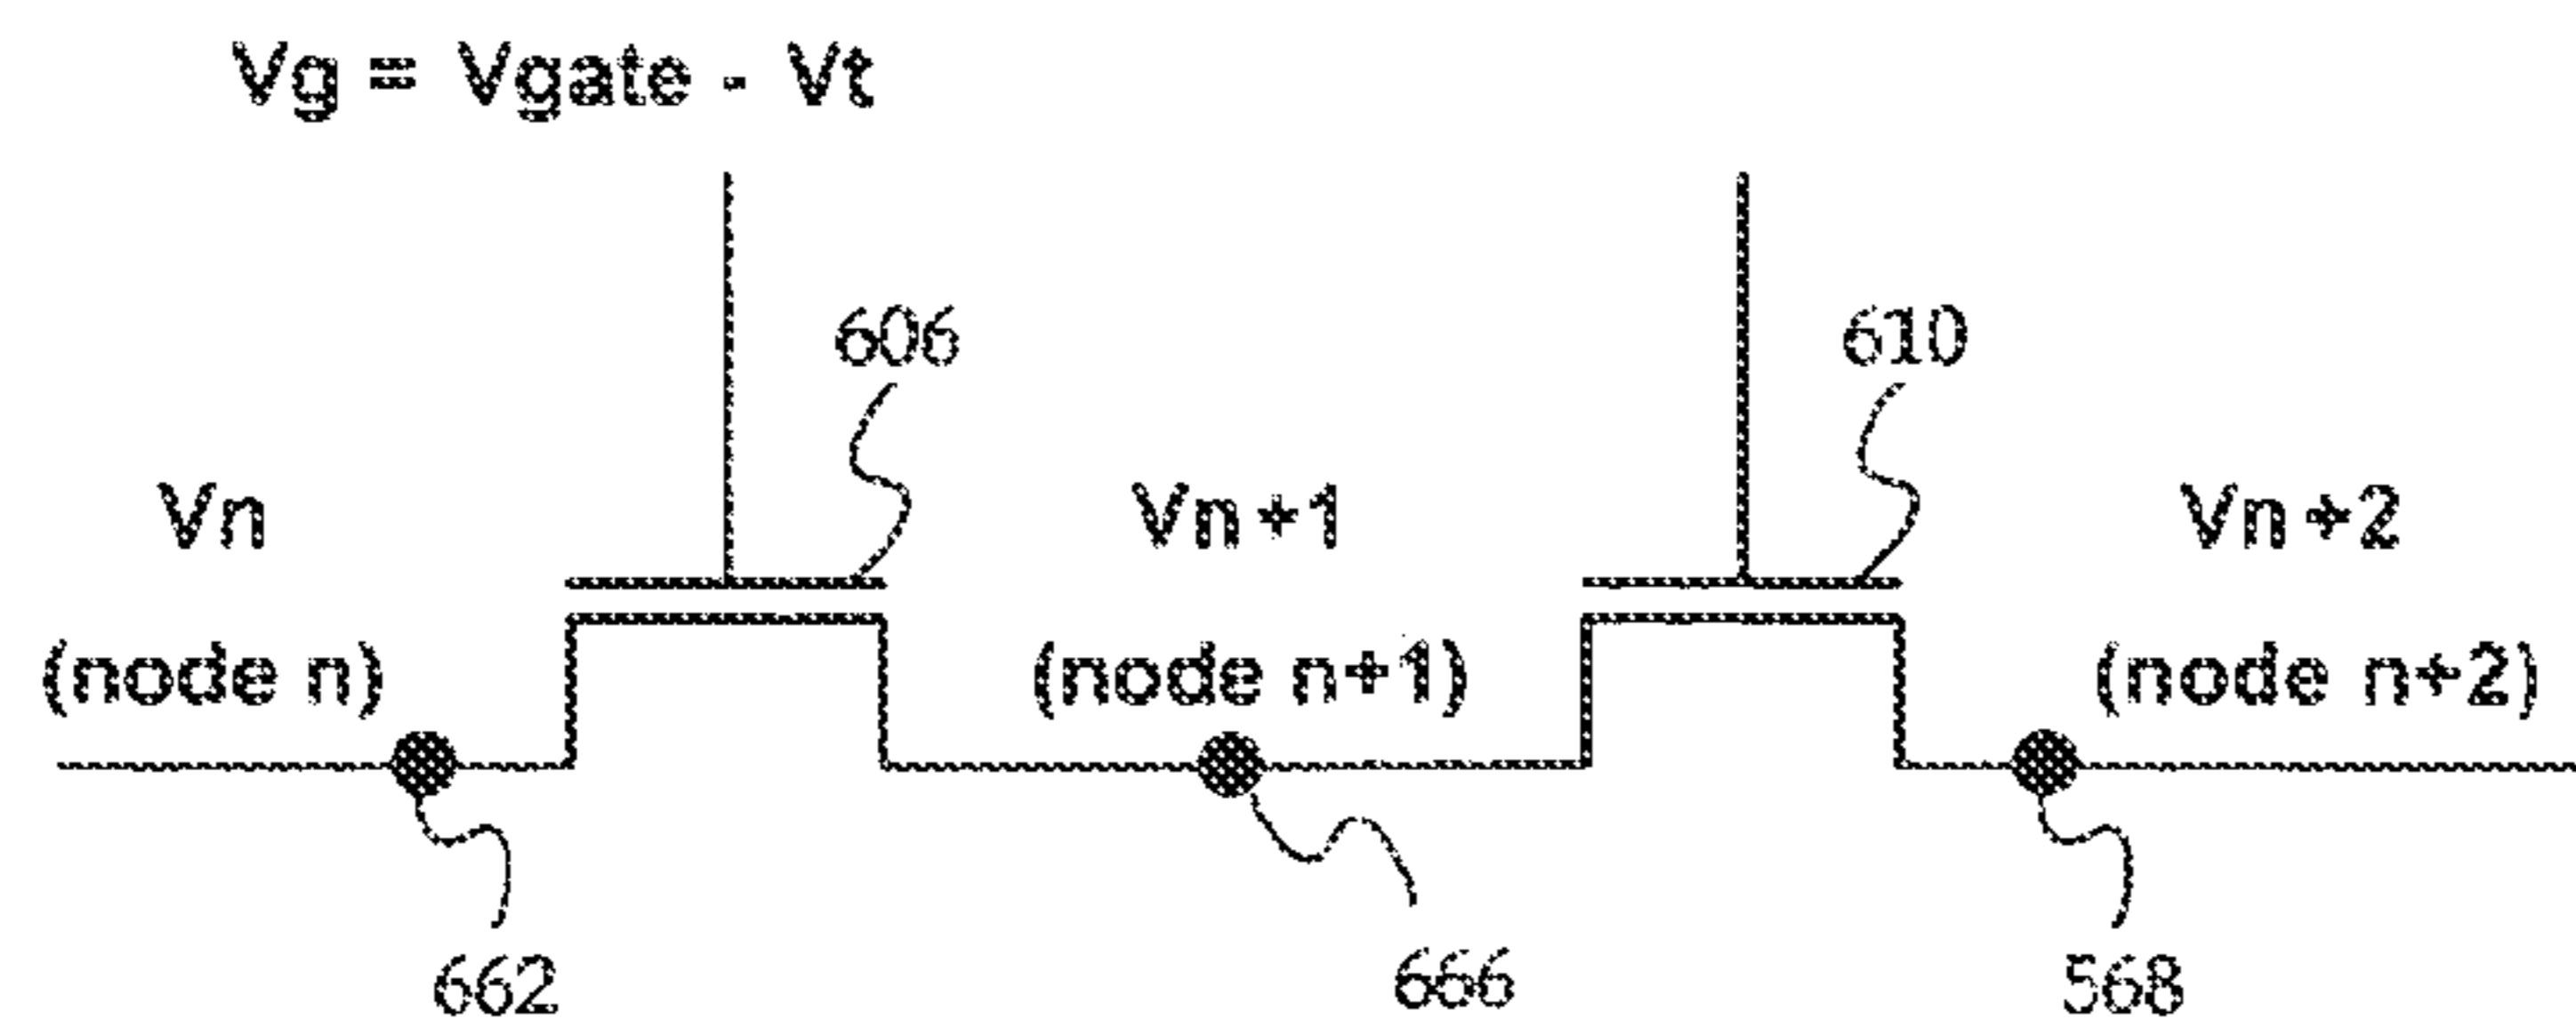 Vg = Vgate - Vt
606
610
Vn
Vn+1
Vn+2
(node n)
(node n+1)
(node n+2)
662
666
568